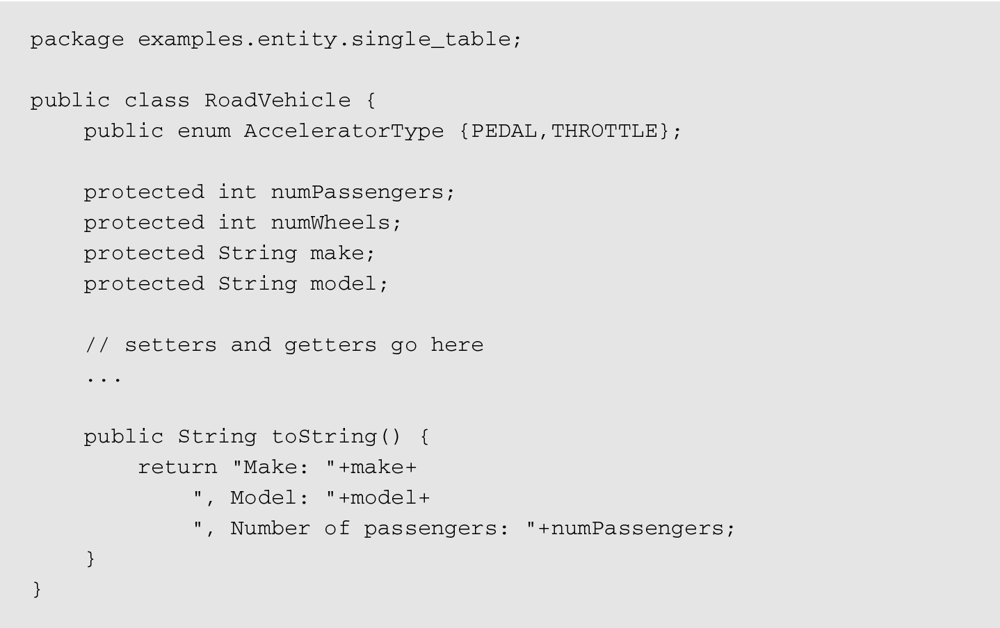 package examples.entity.single_table;

public class RoadVehicle {
    public enum AcceleratorType {PEDAL,THROTTLE};

    protected int numPassengers;
    protected int numWheels;
    protected String make;
    protected String model;

    // setters and getters go here
    ...

    public String toString() {
        return "Make: "+make+
            ", Model: "+model+
            ", Number of passengers: "+numPassengers;
    }
}